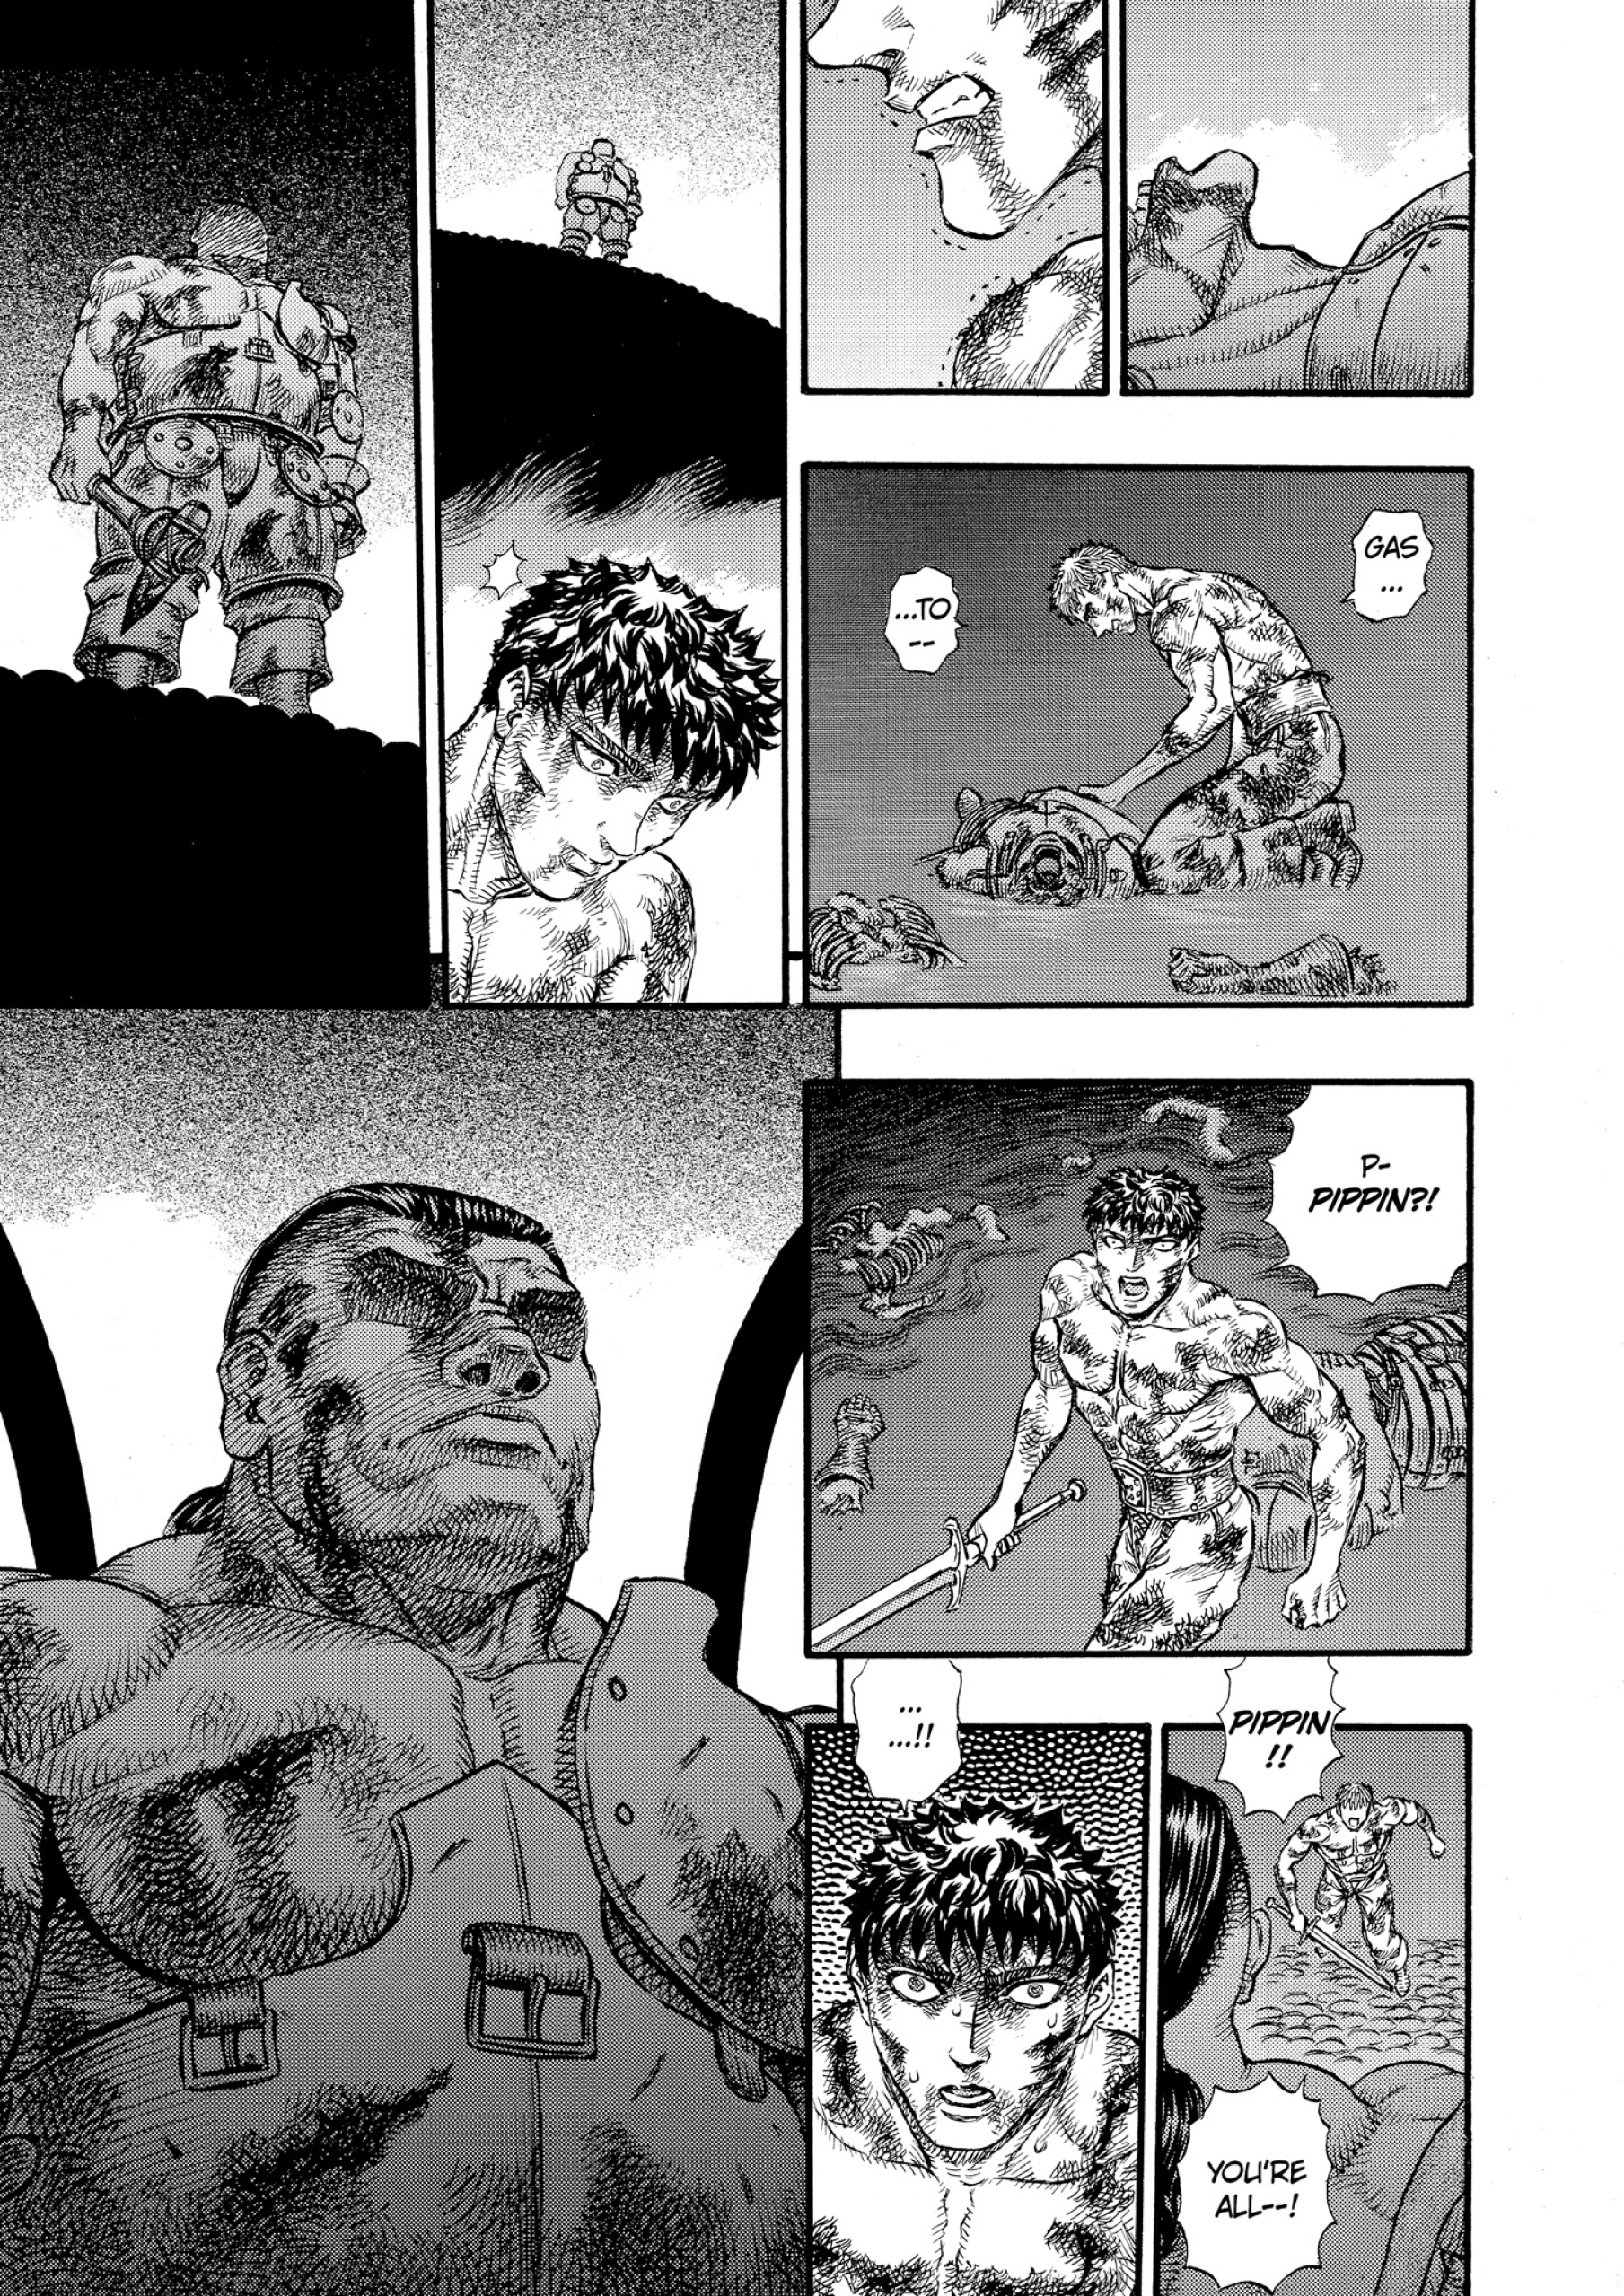 GAS
...
...TO
--
P-
PIPPIN?!
PIPPIN
!!
YOU'RE
ALL--!
...
...!!